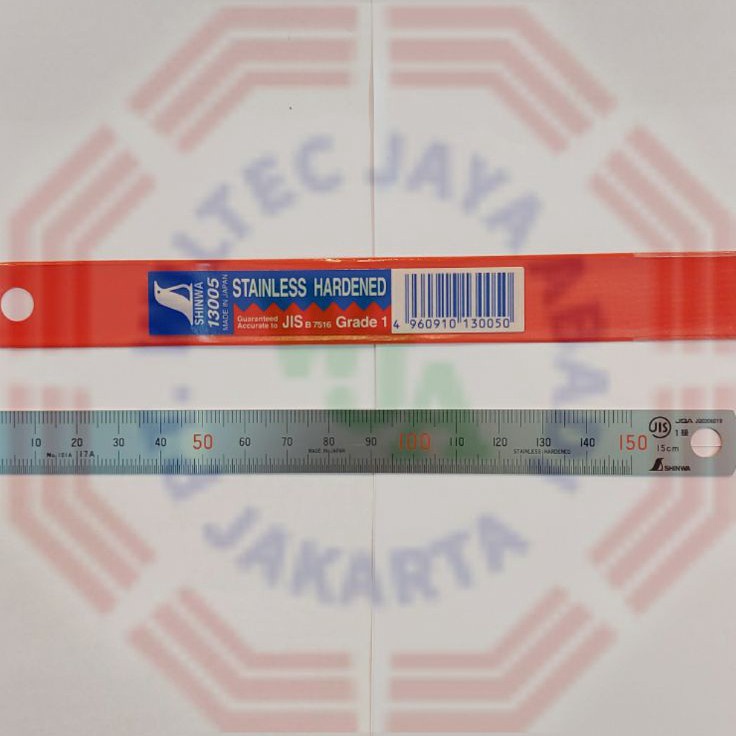 LTEC JAYA
SHINWA
13005
MADE IN JAPAN
STAINLESS HARDENED
Guaranteed
Accurate to JIS B 7516 Grade 1
4 960910 130050
WJA
10 20 30 40 50 60 70 80 90 100 110 120 130 140 150
No.101A 17A
MADE IN JAPAN
STAINLESS-HARDENED
JIS
JQA
1級
15cm
SHINWA
JAKARTA